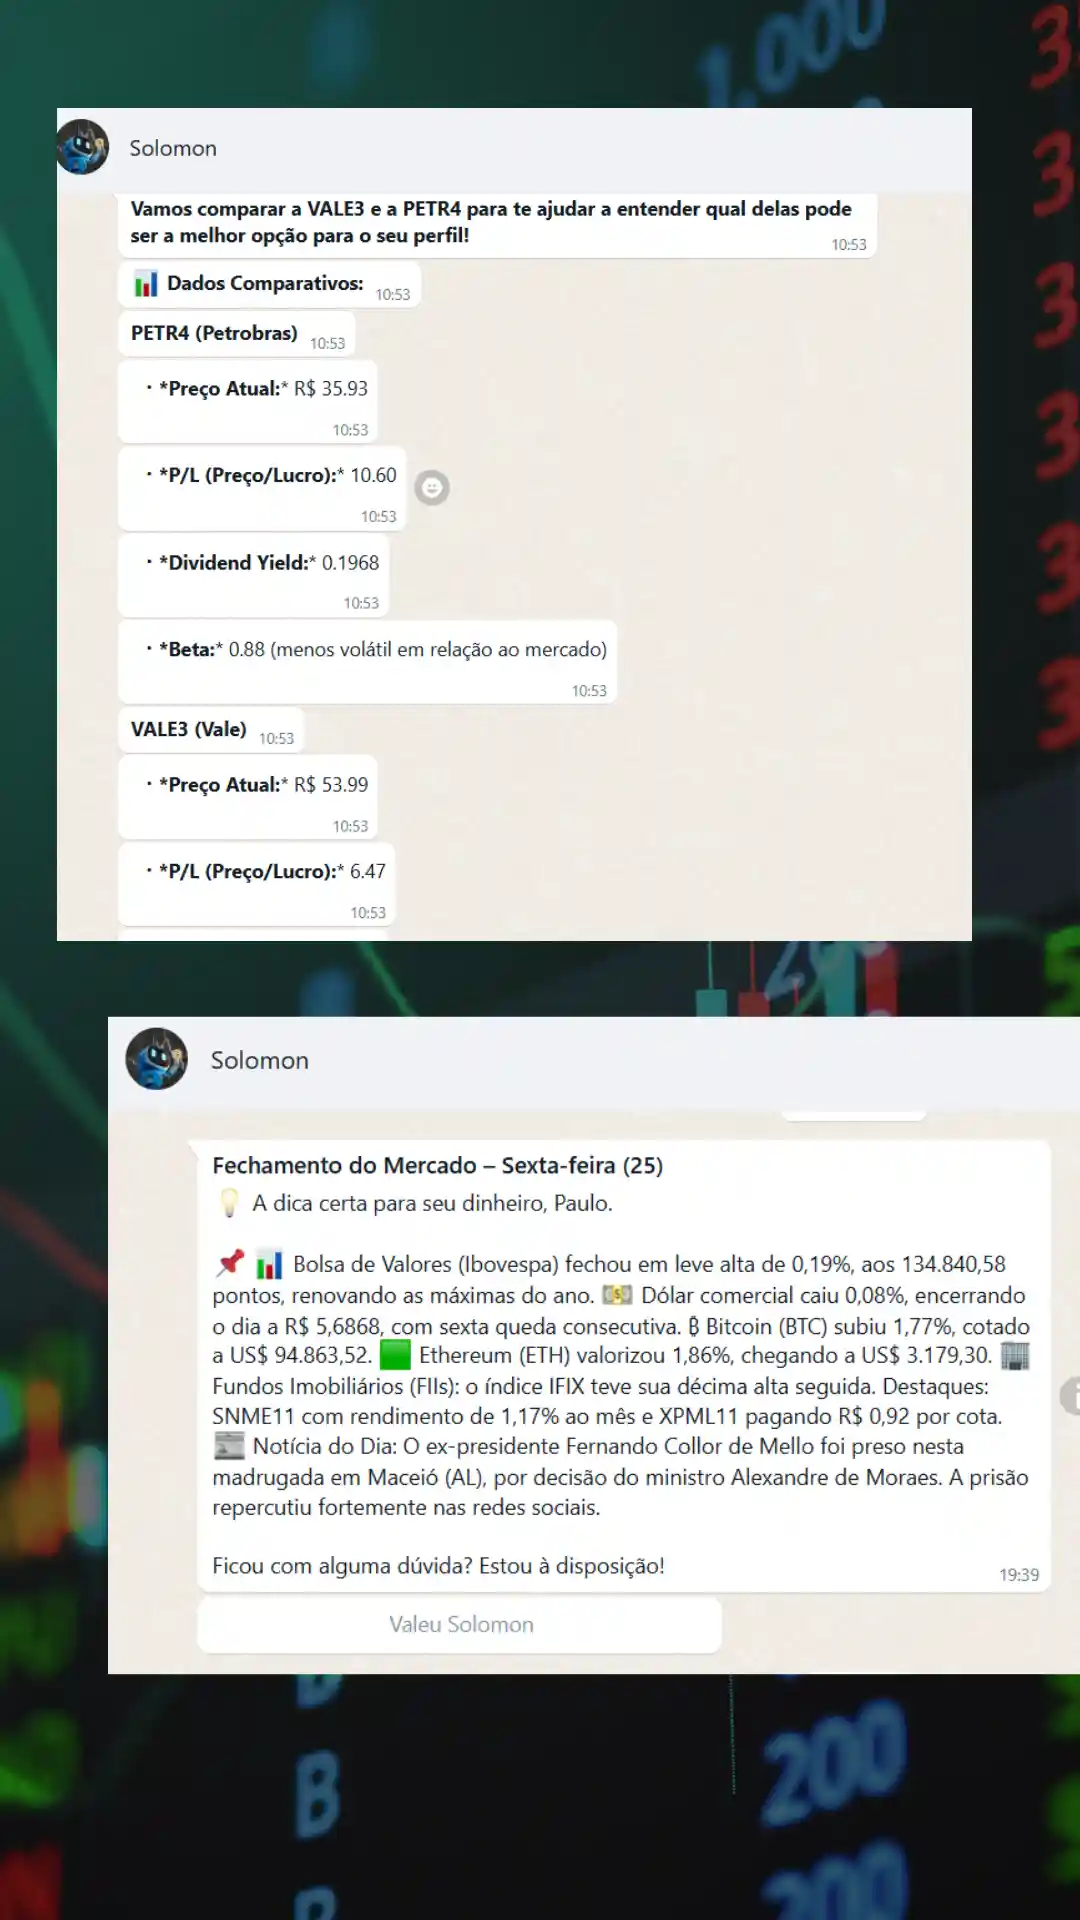 1.000
Solomon
Vamos comparar a VALE3 e a PETR4 para te ajudar a entender qual delas pode
ser a melhor opção para o seu perfil!
10:53
📊 Dados Comparativos: 10:53
PETR4 (Petrobras) 10:53
· *Preço Atual:* R$ 35.93
10:53
· *P/L (Preço/Lucro):* 10.60
10:53
· *Dividend Yield:* 0.1968
10:53
· *Beta:* 0.88 (menos volátil em relação ao mercado)
10:53
VALE3 (Vale) 10:53
· *Preço Atual:* R$ 53.99
10:53
· *P/L (Preço/Lucro):* 6.47
10:53
Solomon
Fechamento do Mercado – Sexta-feira (25)
💡 A dica certa para seu dinheiro, Paulo.
📌 📊 Bolsa de Valores (Ibovespa) fechou em leve alta de 0,19%, aos 134.840,58
pontos, renovando as máximas do ano. 💵 Dólar comercial caiu 0,08%, encerrando
o dia a R$ 5,6868, com sexta queda consecutiva. ₿ Bitcoin (BTC) subiu 1,77%, cotado
a US$ 94.863,52. 🟩 Ethereum (ETH) valorizou 1,86%, chegando a US$ 3.179,30. 🏢
Fundos Imobiliários (FIIs): o índice IFIX teve sua décima alta seguida. Destaques:
SNME11 com rendimento de 1,17% ao mês e XPML11 pagando R$ 0,92 por cota.
📰 Notícia do Dia: O ex-presidente Fernando Collor de Mello foi preso nesta
madrugada em Maceió (AL), por decisão do ministro Alexandre de Moraes. A prisão
repercutiu fortemente nas redes sociais.
Ficou com alguma dúvida? Estou à disposição!
19:39
Valeu Solomon
B
200
200